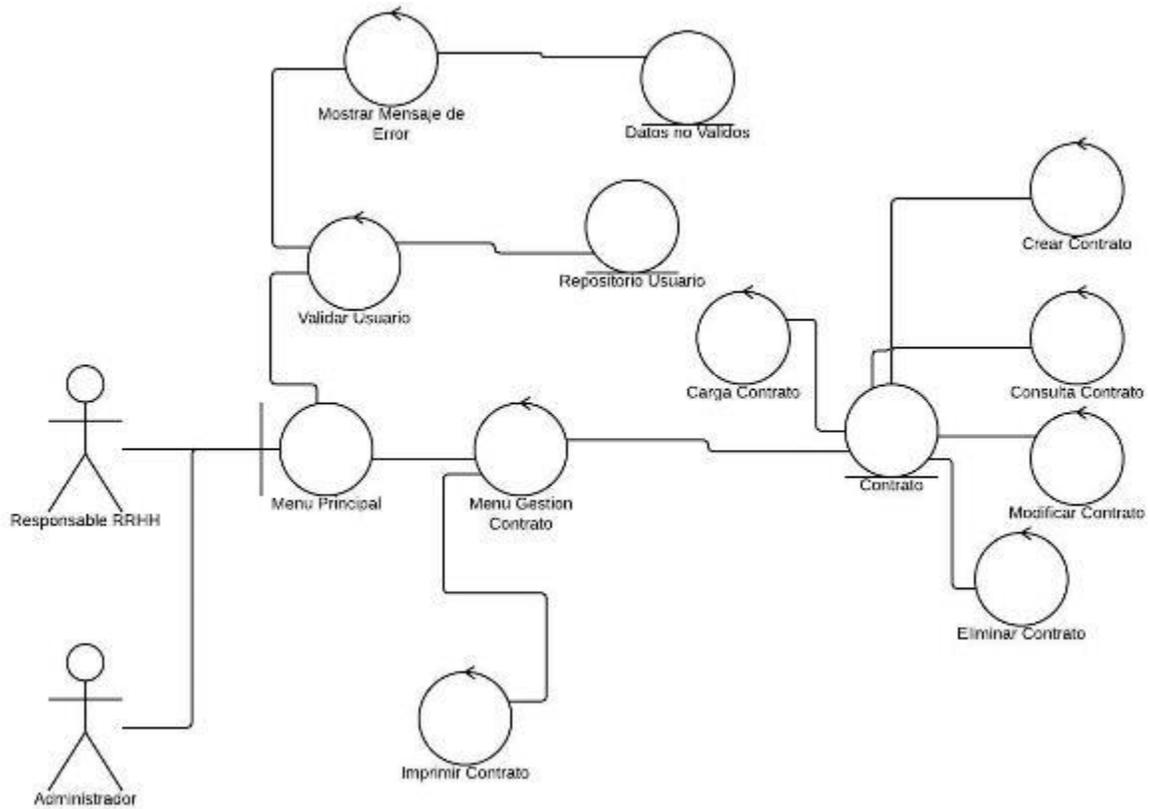 Mostrar Mensaje de
Error
Datos no Validos
Crear Contrato
Repositorio Usuario
Validar Usuario
Carga Contrato
Consulta Contrato
Contrato
Menu Principal
Menu Gestion
Contrato
Modificar Contrato
Responsable RRHH
Eliminar Contrato
Imprimir Contrato
Administrador